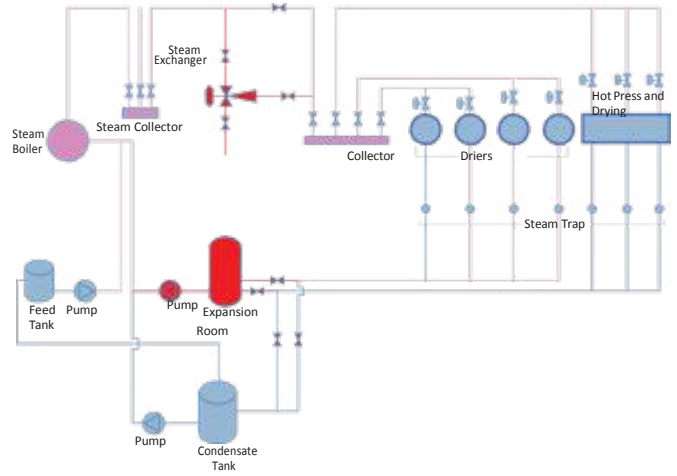 Steam
Exchanger
Hot Press and
Drying
Steam Collector
Steam
Boiler
Collector
Driers
Steam Trap
Feed
Tank
Pump
Pump
Expansion
Room
Pump
Condensate
Tank